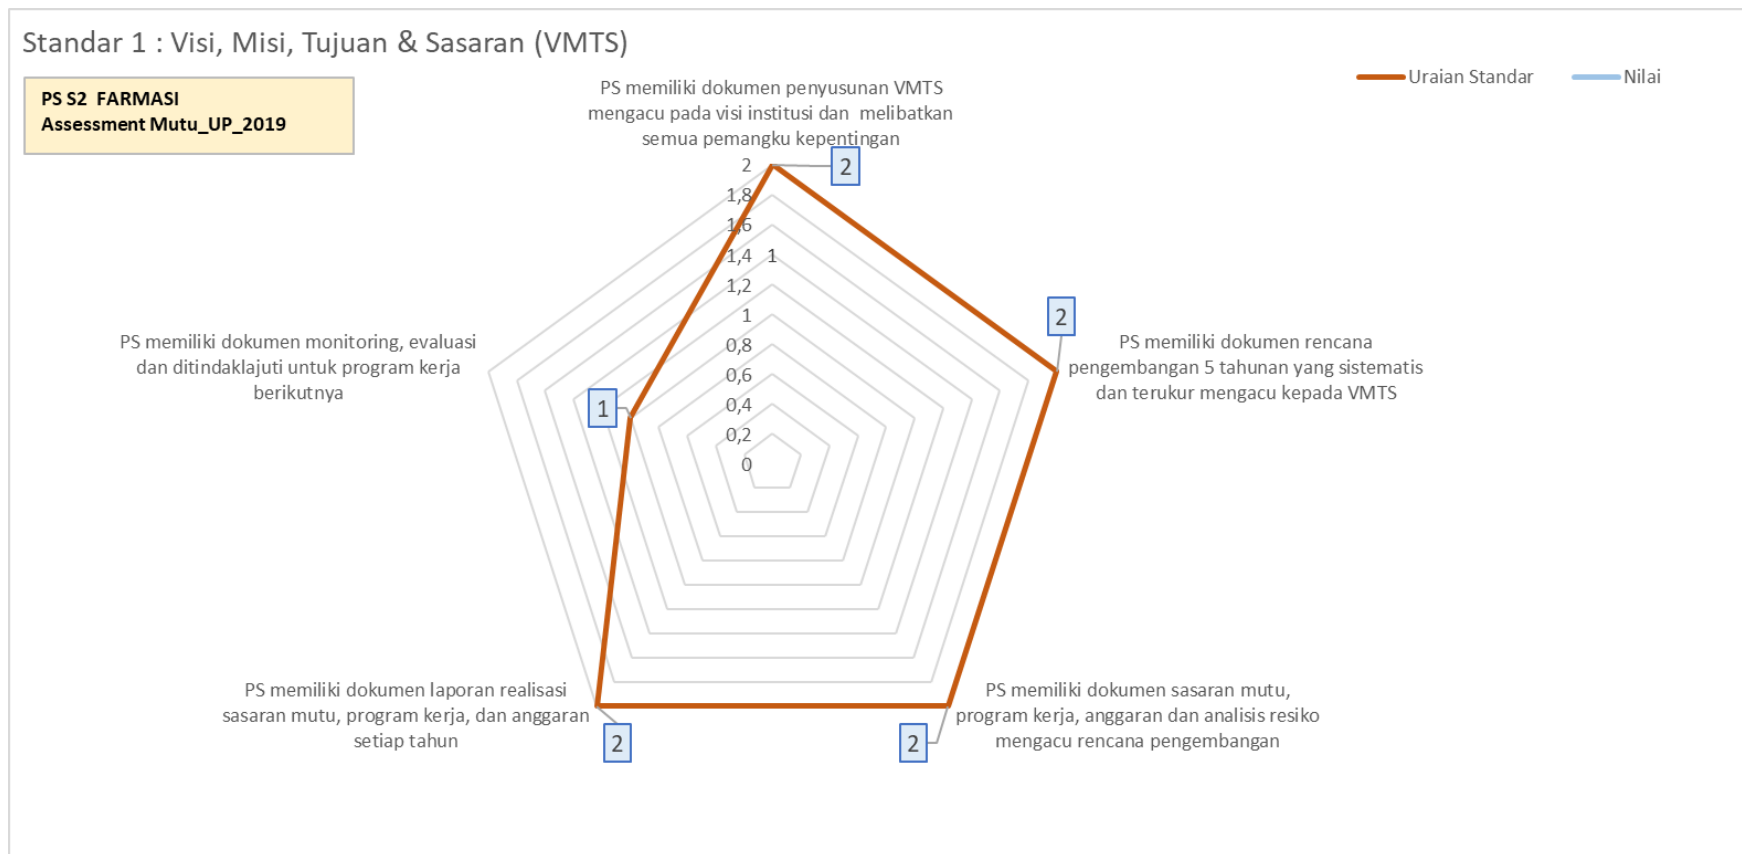 Standar 1 : Visi, Misi, Tujuan & Sasaran (VMTS)
PS S2 FARMASI
Assessment Mutu_UP_2019
Uraian Standar
Nilai
PS memiliki dokumen penyusunan VMTS
mengacu pada visi institusi dan melibatkan
semua pemangku kepentingan
2
2
1,8
1,6
1,4
1
1,2
1
0,8
0,6
0,4
0,2
0
2
PS memiliki dokumen rencana
pengembangan 5 tahunan yang sistematis
dan terukur mengacu kepada VMTS
PS memiliki dokumen monitoring, evaluasi
dan ditindaklajuti untuk program kerja
berikutnya
1
PS memiliki dokumen laporan realisasi
sasaran mutu, program kerja, dan anggaran
setiap tahun
2
PS memiliki dokumen sasaran mutu,
program kerja, anggaran dan analisis resiko
mengacu rencana pengembangan
2